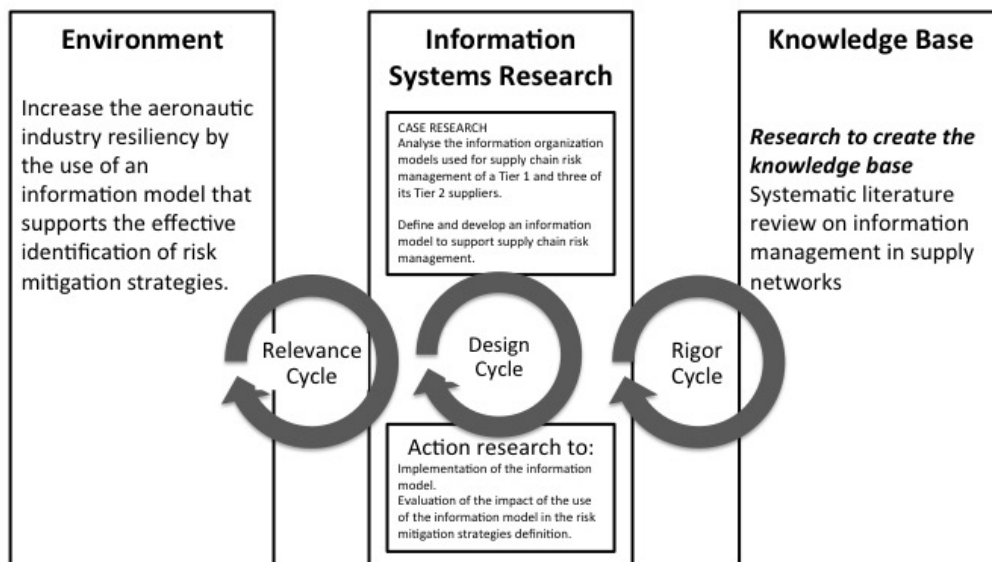 Environment
Increase the aeronautic
industry resiliency by
the use of an
information model that
supports the effective
identification of risk
mitigation strategies.
Relevance
Cycle
Information
Systems Research
CASE RESEARCH
Analyse the information organization
models used for supply chain risk
management of a Tier 1 and three of
its Tier 2 suppliers.
Define and develop an information
model to support supply chain risk
management.
Design
Cycle
Action research to:
Implementation of the information
model.
Evaluation of the impact of the use
of the information model in the risk
mitigation strategies definition.
Rigor
Cycle
Knowledge Base
Research to create the
knowledge base
Systematic literature
review on information
management in supply
networks